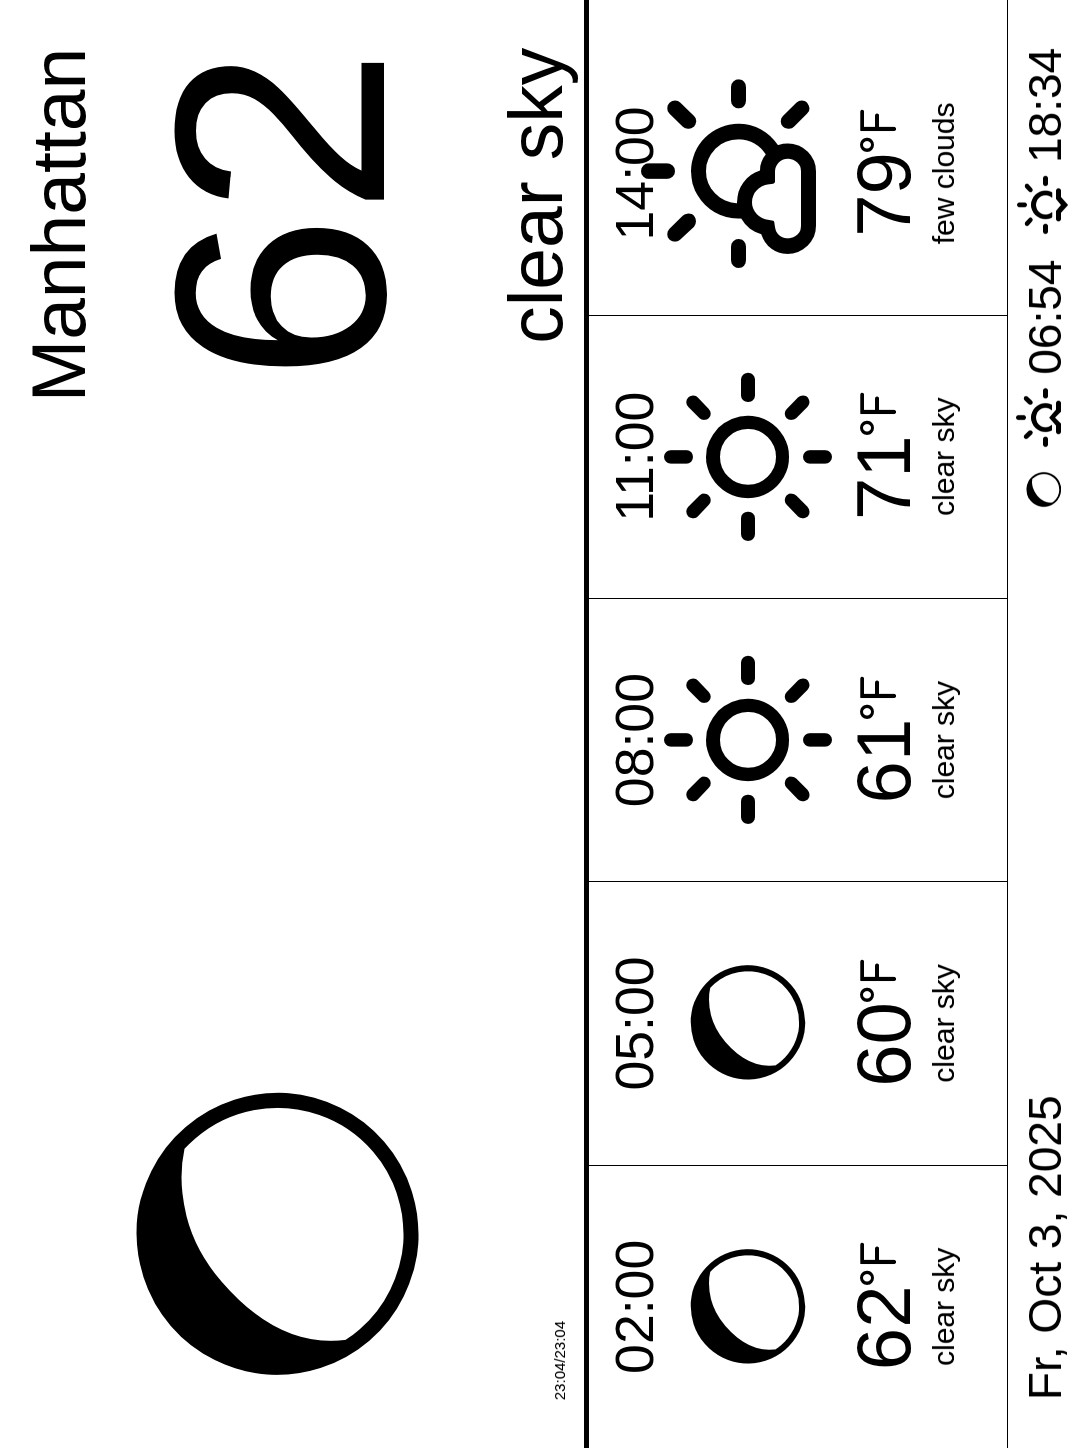 Manhattan
62
clear sky
23:04/23:04
02:00
05:00
08:00
11:00
14:00
62°F
60°F
61°F
71°F
79°F
clear sky
clear sky
clear sky
clear sky
few clouds
Fr, Oct 3, 2025
06:54
18:34